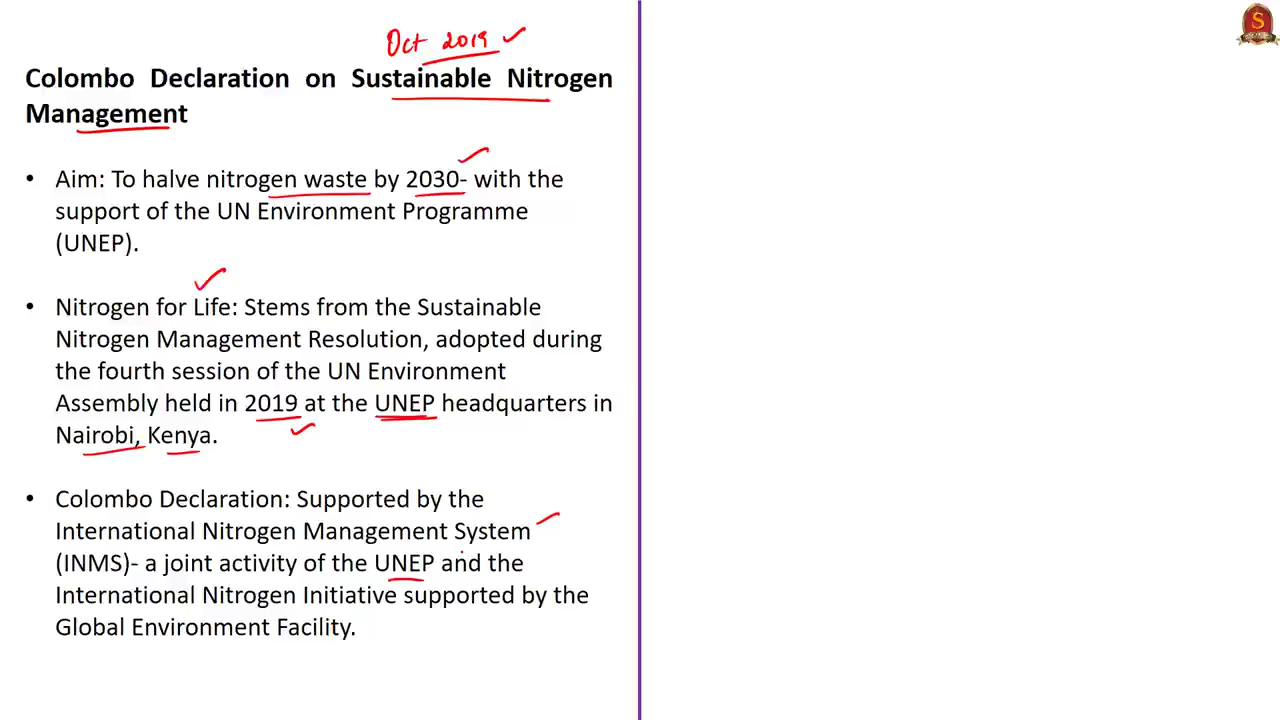 Oct 2019
Colombo Declaration on Sustainable Nitrogen
Management
• Aim: To halve nitrogen waste by 2030- with the
support of the UN Environment Programme
(UNEP).
• Nitrogen for Life: Stems from the Sustainable
Nitrogen Management Resolution, adopted during
the fourth session of the UN Environment
Assembly held in 2019 at the UNEP headquarters in
Nairobi, Kenya.
• Colombo Declaration: Supported by the
International Nitrogen Management System
(INMS)- a joint activity of the UNEP and the
International Nitrogen Initiative supported by the
Global Environment Facility.
S